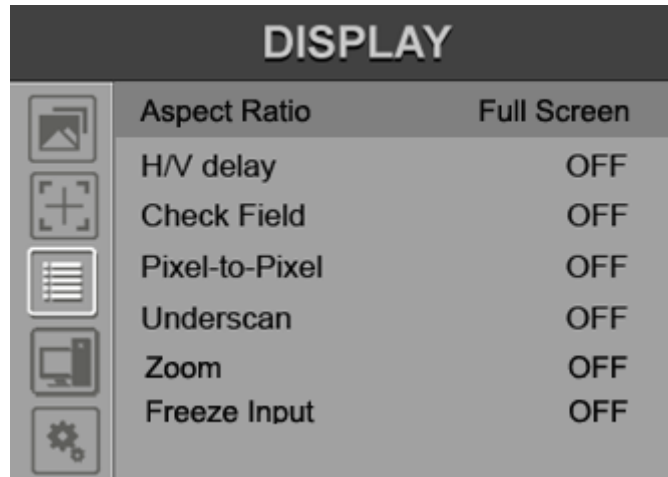 DISPLAY
Aspect Ratio Full Screen
H/V delay OFF
Check Field OFF
Pixel-to-Pixel OFF
Underscan OFF
Zoom OFF
Freeze Input OFF